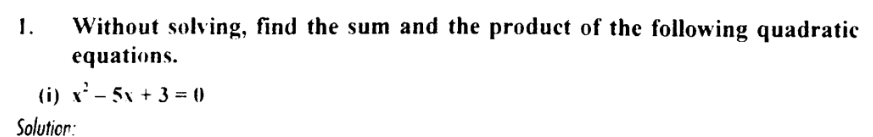 1. Without solving, find the sum and the product of the following quadratic
equations.
(i) x² – 5x + 3 = 0
Solution: